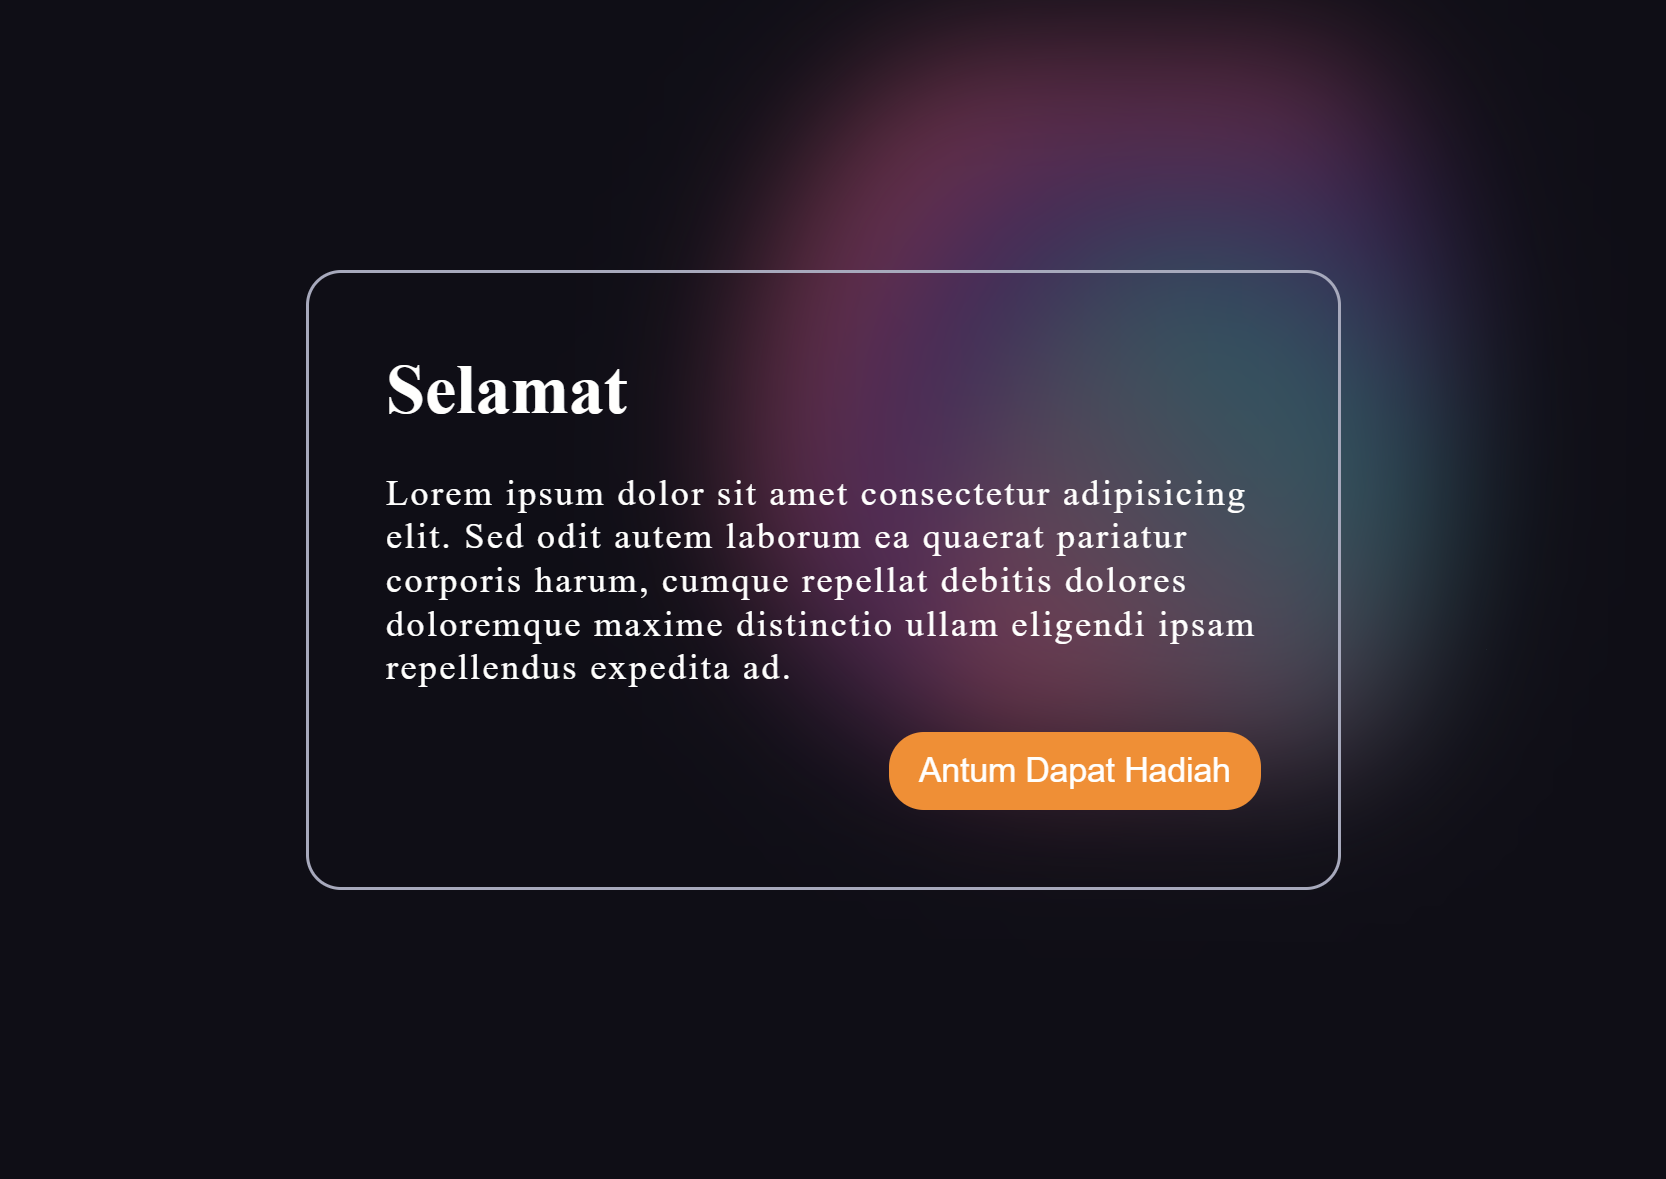 Selamat
Lorem ipsum dolor sit amet consectetur adipisicing
elit. Sed odit autem laborum ea quaerat pariatur
corporis harum, cumque repellat debitis dolores
doloremque maxime distinctio ullam eligendi ipsam
repellendus expedita ad.
Antum Dapat Hadiah